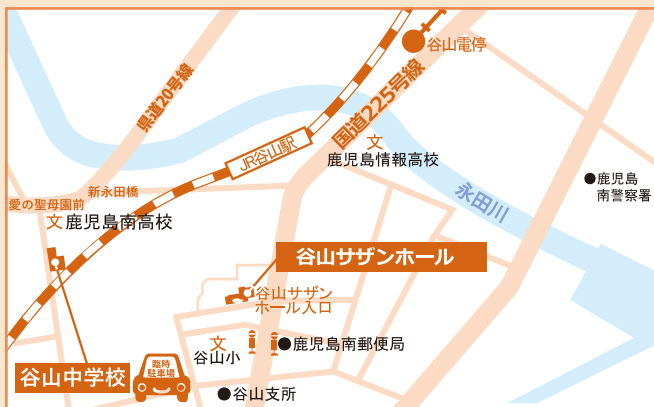 谷山電停
県道20号線
国道225号線
JR谷山駅
文
鹿児島情報高校
鹿児島
南警察署
新永田橋
愛の聖母園前
文鹿児島南高校
永田川
谷山サザンホール
谷山サザン
ホール入口
文
谷山小
鹿児島南郵便局
臨時
駐車場
谷山中学校
谷山支所